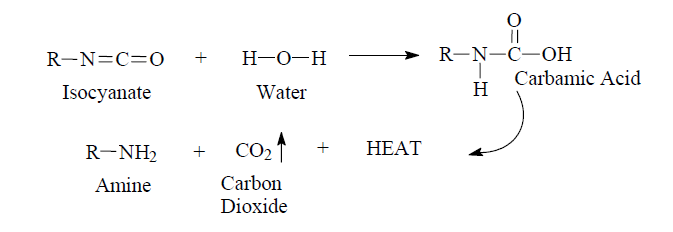 R-N=C=O + H-O-H → R-N-C-OH
O
H
Isocyanate Water Carbamic Acid
R-NH₂ + CO₂↑ + HEAT
Amine Carbon
Dioxide